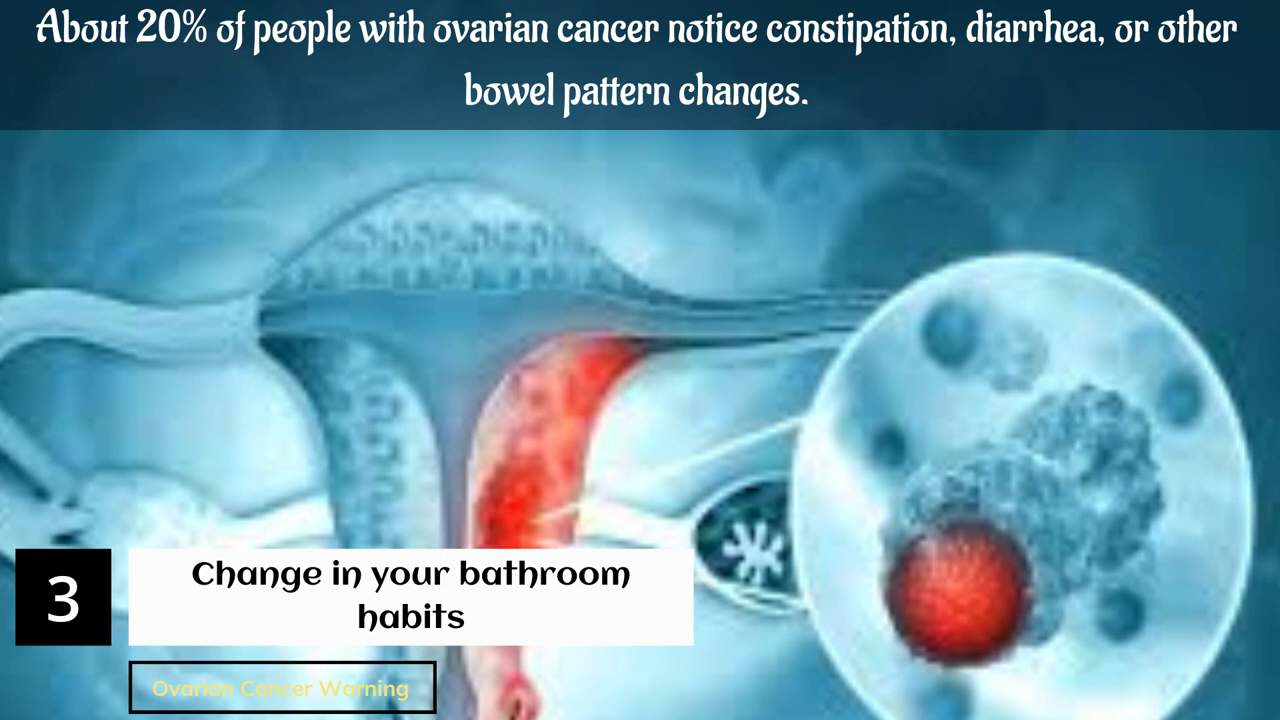 About 20% of people with ovarian cancer notice constipation, diarrhea, or other
bowel pattern changes.
3
Change in your bathroom
habits
Ovarian Cancer Warning